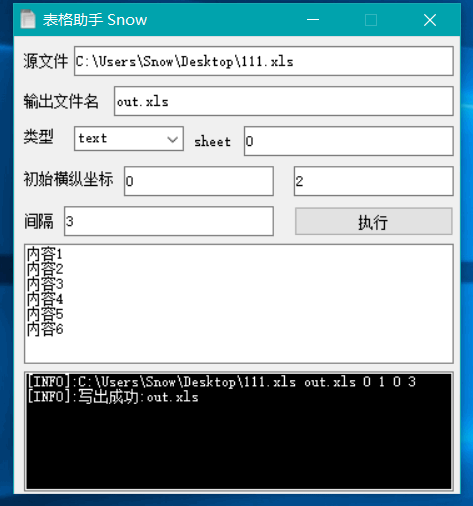 表格助手 Snow
源文件 C:\Users\Snow\Desktop\111.xls
输出文件名 out.xls
类型 text sheet 0
初始横纵坐标 0 2
间隔 3 执行
内容1
内容2
内容3
内容4
内容5
内容6
[INFO]:C:\Users\Snow\Desktop\111.xls out.xls 0 1 0 3
[INFO]:写出成功:out.xls